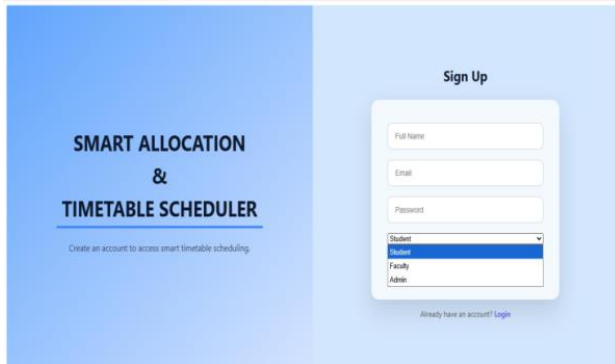 SMART ALLOCATION
&
TIMETABLE SCHEDULER
Create an account to access smart timetable scheduling.
Sign Up
Full Name
Email
Password
Student
Student
Faculty
Admin
Already have an account? Login